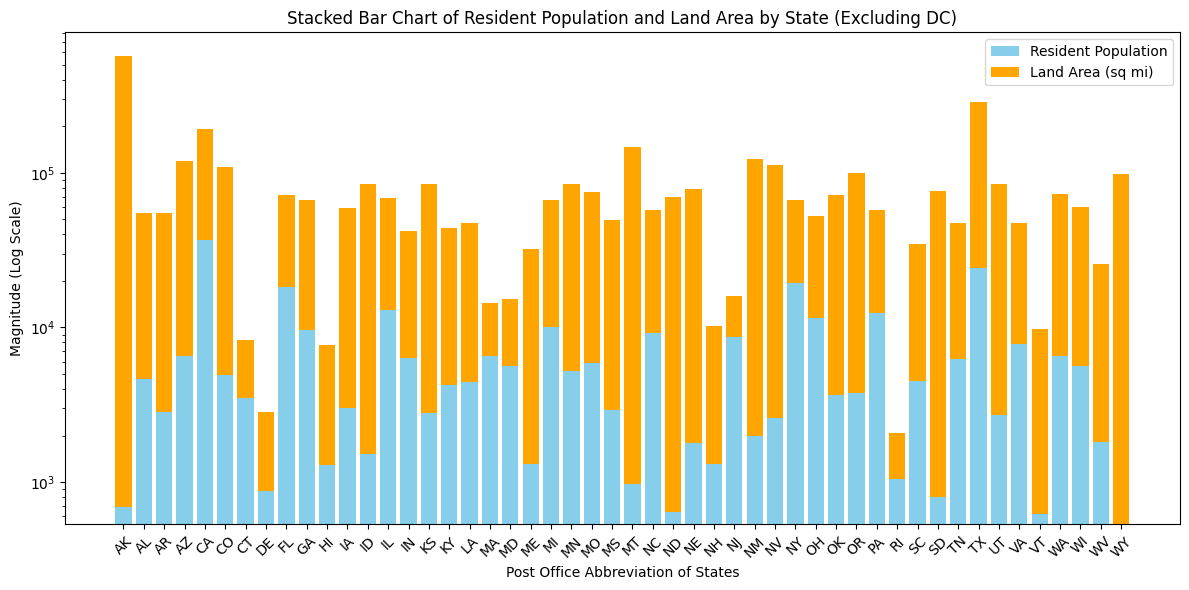 Stacked Bar Chart of Resident Population and Land Area by State (Excluding DC)
Resident Population
Land Area (sq mi)
Magnitude (Log Scale)
10^5
10^4
10^3
AK AL AR AZ CA CO CT DE FL GA HI IA ID IL IN KS KY LA MA MD ME MI MN MO MS MT NC ND NE NH NJ NM NV NY OH OK OR PA RI SC SD TN TX UT VA VT WA WI WV WY
Post Office Abbreviation of States